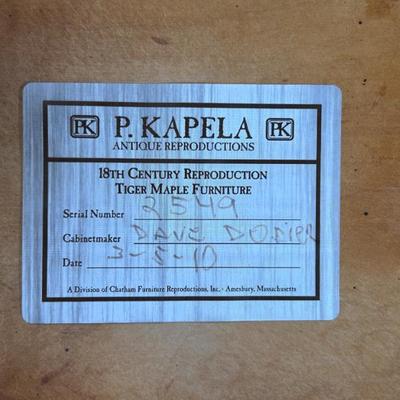 PK P. KAPELA PK
ANTIQUE REPRODUCTIONS
18TH CENTURY REPRODUCTION
TIGER MAPLE FURNITURE
Serial Number 2549
Cabinetmaker DAVE DOZIER
Date 3-5-10
A Division of Chatham Furniture Reproductions, Inc. - Amesbury, Massachusetts